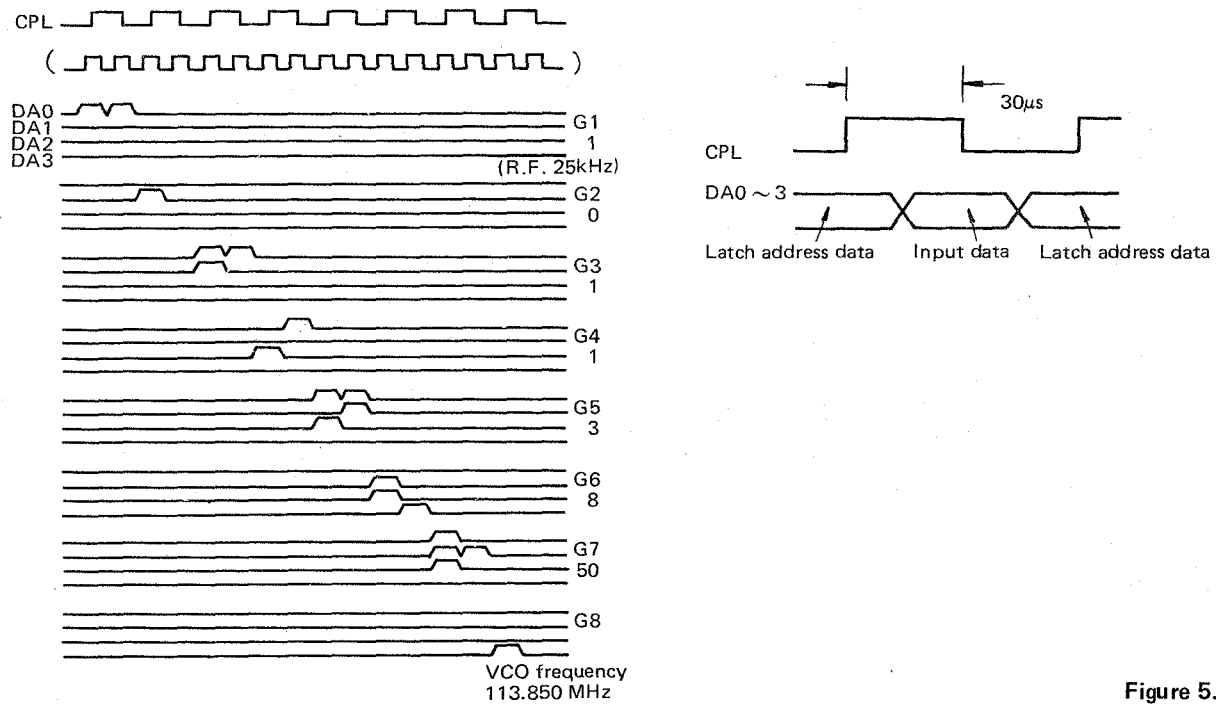 CPL
( )
DA0
DA1
DA2
DA3
G1
1
(R.F. 25kHz)
G2
0
G3
1
G4
1
G5
3
G6
8
G7
50
G8
VCO frequency
113.850 MHz
30μs
CPL
DA0 ~ 3
Latch address data Input data Latch address data
Figure 5.